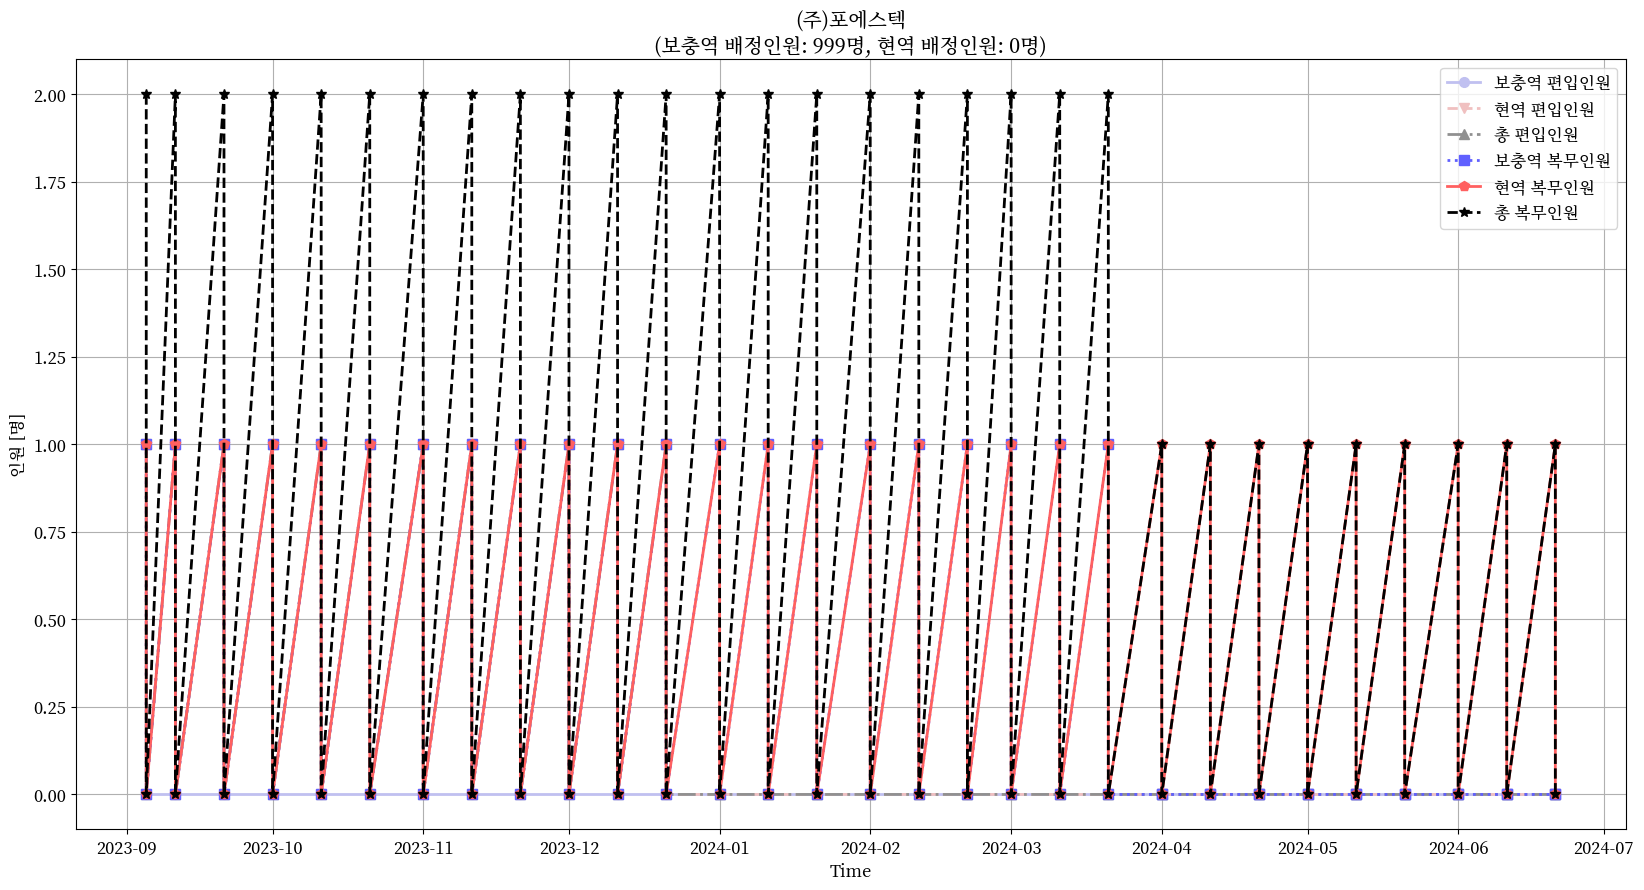 (주)포에스텍
(보충역 배정인원: 999명, 현역 배정인원: 0명)
보충역 편입인원
현역 편입인원
총 편입인원
보충역 복무인원
현역 복무인원
총 복무인원
2.00
1.75
1.50
1.25
1.00
0.75
0.50
0.25
0.00
인원 [명]
2023-09 2023-10 2023-11 2023-12 2024-01 2024-02 2024-03 2024-04 2024-05 2024-06 2024-07
Time